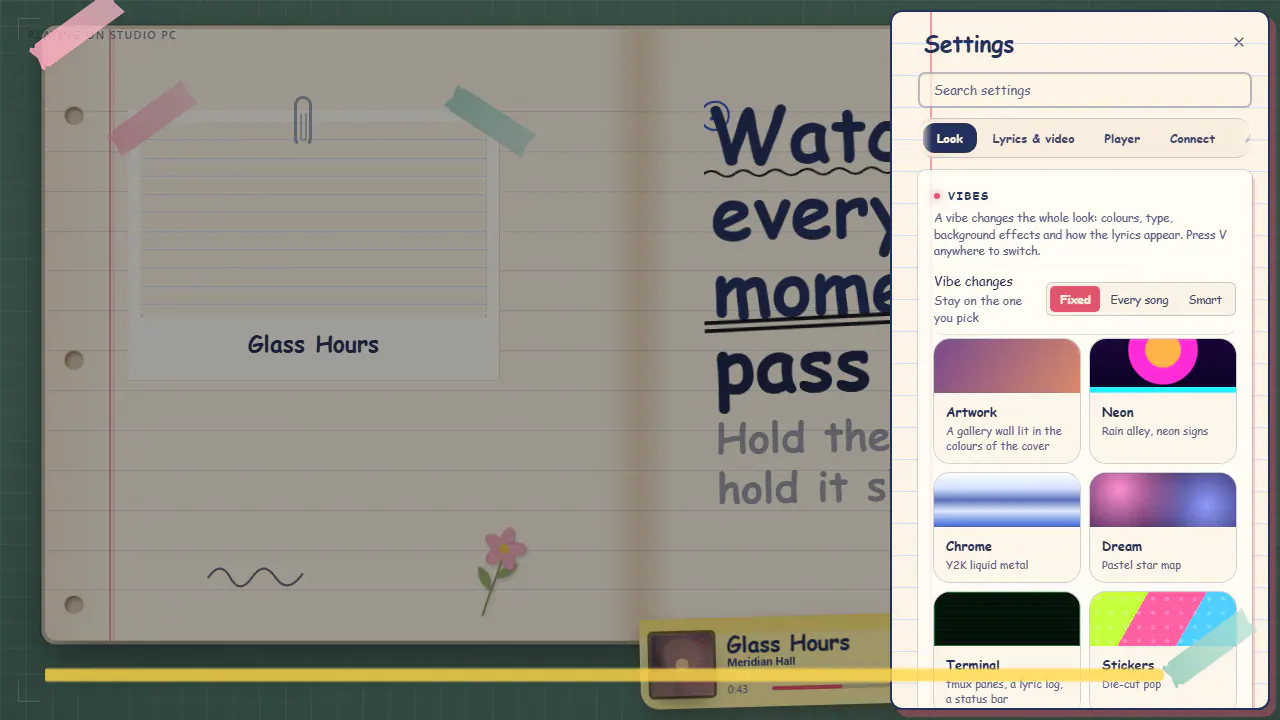 PLAYING ON STUDIO PC
Glass Hours
Watc
every
mome
pass
Hold the
hold it s
Glass Hours
Meridian Hall
0:43
Settings
×
Search settings
Look
Lyrics & video
Player
Connect
VIBES
A vibe changes the whole look: colours, type,
background effects and how the lyrics appear. Press V
anywhere to switch.
Vibe changes
Stay on the one
you pick
Fixed
Every song
Smart
Artwork
A gallery wall lit in the
colours of the cover
Neon
Rain alley, neon signs
Chrome
Y2K liquid metal
Dream
Pastel star map
Terminal
tmux panes, a lyric log,
a status bar
Stickers
Die-cut pop